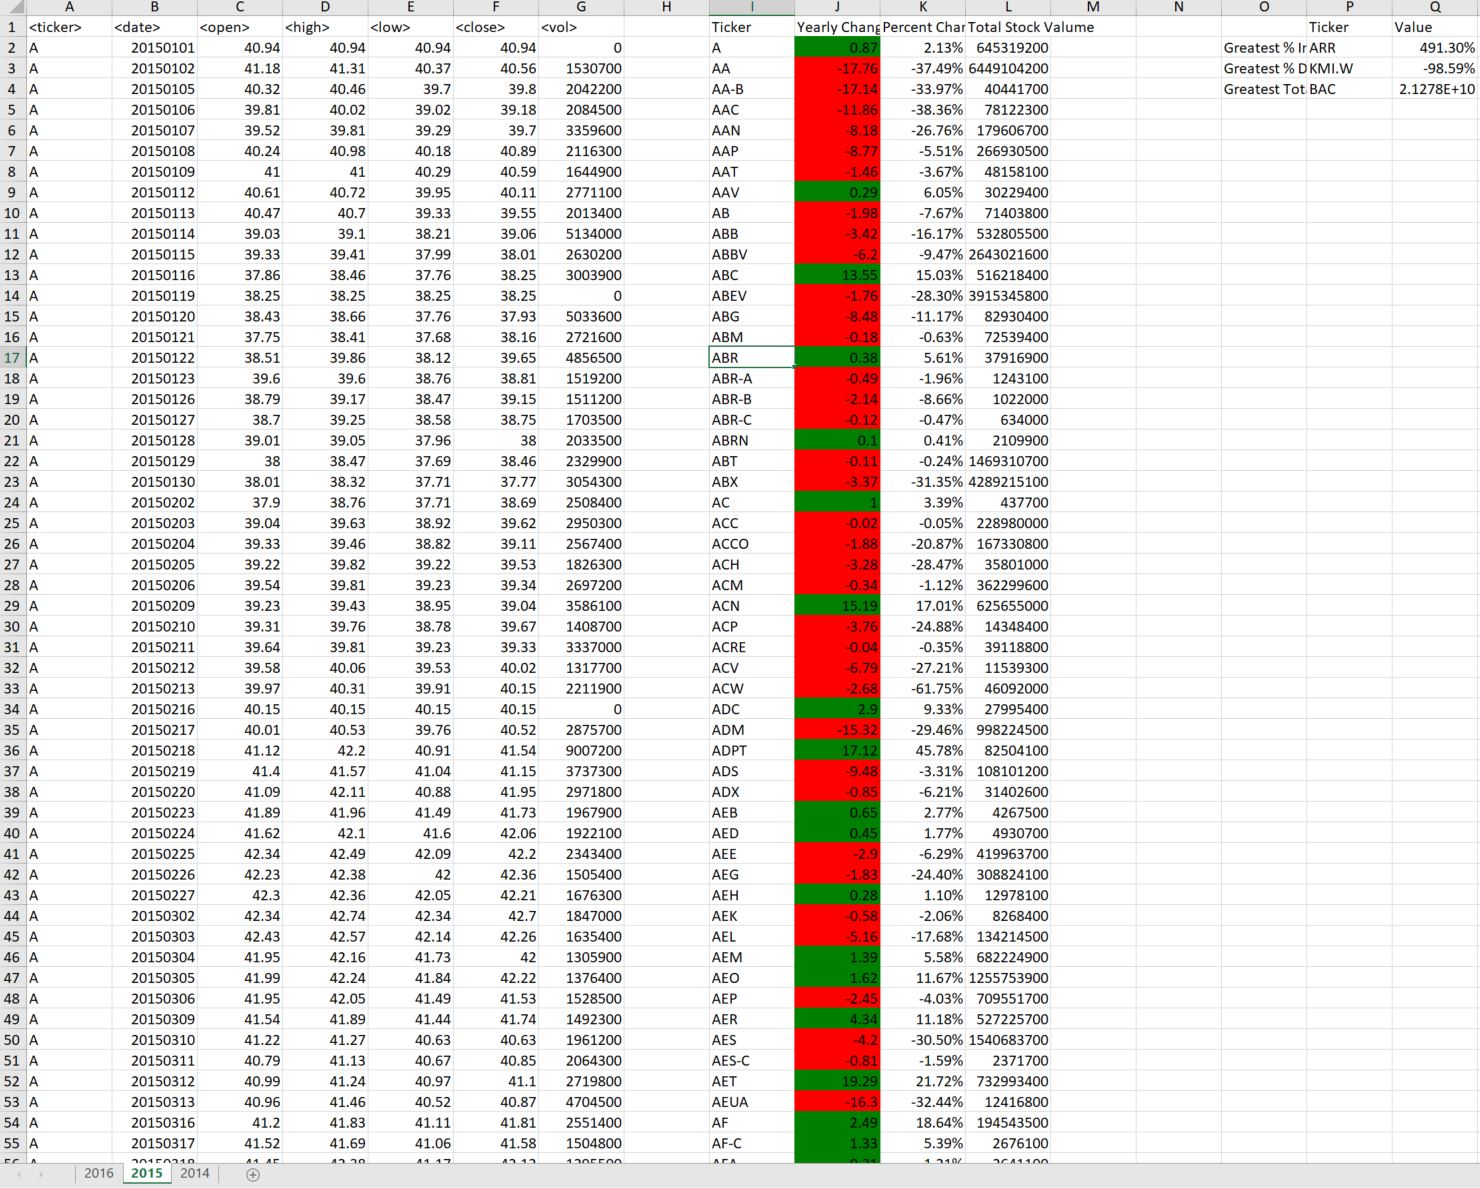 A B C D E F G H I J K L M N O P Q
1 <ticker> <date> <open> <high> <low> <close> <vol> Ticker Yearly Chang Percent Char Total Stock Valume Ticker Value
2 A 20150101 40.94 40.94 40.94 40.94 0 A 0.87 2.13% 645319200 Greatest % Ir ARR 491.30%
3 A 20150102 41.18 41.31 40.37 40.56 1530700 AA -17.76 -37.49% 6449104200 Greatest % D KMI.W -98.59%
4 A 20150105 40.32 40.46 39.7 39.8 2042200 AA-B -17.14 -33.97% 40441700 Greatest Tot BAC 2.1278E+10
5 A 20150106 39.81 40.02 39.02 39.18 2084500 AAC -11.86 -38.36% 78122300
6 A 20150107 39.52 39.81 39.29 39.7 3359600 AAN -8.18 -26.76% 179606700
7 A 20150108 40.24 40.98 40.18 40.89 2116300 AAP -8.77 -5.51% 266930500
8 A 20150109 41 41 40.29 40.59 1644900 AAT -1.46 -3.67% 48158100
9 A 20150112 40.61 40.72 39.95 40.11 2771100 AAV 0.29 6.05% 30229400
10 A 20150113 40.47 40.7 39.33 39.55 2013400 AB -1.98 -7.67% 71403800
11 A 20150114 39.03 39.1 38.21 39.06 5134000 ABB -3.42 -16.17% 532805500
12 A 20150115 39.33 39.41 37.99 38.01 2630200 ABBV -6.2 -9.47% 2643021600
13 A 20150116 37.86 38.46 37.76 38.25 3003900 ABC 13.55 15.03% 516218400
14 A 20150119 38.25 38.25 38.25 38.25 0 ABEV -1.76 -28.30% 3915345800
15 A 20150120 38.43 38.66 37.76 37.93 5033600 ABG -8.48 -11.17% 82930400
16 A 20150121 37.75 38.41 37.68 38.16 2721600 ABM -0.18 -0.63% 72539400
17 A 20150122 38.51 39.86 38.12 39.65 4856500 ABR 0.38 5.61% 37916900
18 A 20150123 39.6 39.6 38.76 38.81 1519200 ABR-A -0.49 -1.96% 1243100
19 A 20150126 38.79 39.17 38.47 39.15 1511200 ABR-B -2.14 -8.66% 1022000
20 A 20150127 38.7 39.25 38.58 38.75 1703500 ABR-C -0.12 -0.47% 634000
21 A 20150128 39.01 39.05 37.96 38 2033500 ABRN 0.1 0.41% 2109900
22 A 20150129 38 38.47 37.69 38.46 2329900 ABT -0.11 -0.24% 1469310700
23 A 20150130 38.01 38.32 37.71 37.77 3054300 ABX -3.37 -31.35% 4289215100
24 A 20150202 37.9 38.76 37.71 38.69 2508400 AC 1 3.39% 437700
25 A 20150203 39.04 39.63 38.92 39.62 2950300 ACC -0.02 -0.05% 228980000
26 A 20150204 39.33 39.46 38.82 39.11 2567400 ACCO -1.88 -20.87% 167330800
27 A 20150205 39.22 39.82 39.22 39.53 1826300 ACH -3.28 -28.47% 35801000
28 A 20150206 39.54 39.81 39.23 39.34 2697200 ACM -0.34 -1.12% 362299600
29 A 20150209 39.23 39.43 38.95 39.04 3586100 ACN 15.19 17.01% 625655000
30 A 20150210 39.31 39.76 38.78 39.67 1408700 ACP -3.76 -24.88% 14348400
31 A 20150211 39.64 39.81 39.23 39.33 3337000 ACRE -0.04 -0.35% 39118800
32 A 20150212 39.58 40.06 39.53 40.02 1317700 ACV -6.79 -27.21% 11539300
33 A 20150213 39.97 40.31 39.91 40.15 2211900 ACW -2.68 -61.75% 46092000
34 A 20150216 40.15 40.15 40.15 40.15 0 ADC 2.9 9.33% 27995400
35 A 20150217 40.01 40.53 39.76 40.52 2875700 ADM -15.32 -29.46% 998224500
36 A 20150218 41.12 42.2 40.91 41.54 9007200 ADPT 17.12 45.78% 82504100
37 A 20150219 41.4 41.57 41.04 41.15 3737300 ADS -9.48 -3.31% 108101200
38 A 20150220 41.09 42.11 40.88 41.95 2971800 ADX -0.85 -6.21% 31402600
39 A 20150223 41.89 41.96 41.49 41.73 1967900 AEB 0.65 2.77% 4267500
40 A 20150224 41.62 42.1 41.6 42.06 1922100 AED 0.45 1.77% 4930700
41 A 20150225 42.34 42.49 42.09 42.2 2343400 AEE -2.9 -6.29% 419963700
42 A 20150226 42.23 42.38 42 42.36 1505400 AEG -1.83 -24.40% 308824100
43 A 20150227 42.3 42.36 42.05 42.21 1676300 AEH 0.28 1.10% 12978100
44 A 20150302 42.34 42.74 42.34 42.7 1847000 AEK -0.58 -2.06% 8268400
45 A 20150303 42.43 42.57 42.14 42.26 1635400 AEL -5.16 -17.68% 134214500
46 A 20150304 41.95 42.16 41.73 42 1305900 AEM 1.39 5.58% 682224900
47 A 20150305 41.99 42.24 41.84 42.22 1376400 AEO 1.62 11.67% 1255753900
48 A 20150306 41.95 42.05 41.49 41.53 1528500 AEP -2.45 -4.03% 709551700
49 A 20150309 41.54 41.89 41.44 41.74 1492300 AER 4.34 11.18% 527225700
50 A 20150310 41.22 41.27 40.63 40.63 1961200 AES -4.2 -30.50% 1540683700
51 A 20150311 40.79 41.13 40.67 40.85 2064300 AES-C -0.81 -1.59% 2371700
52 A 20150312 40.99 41.24 40.97 41.1 2719800 AET 19.29 21.72% 732993400
53 A 20150313 40.96 41.46 40.52 40.87 4704500 AEUA -16.3 -32.44% 12416800
54 A 20150316 41.2 41.83 41.11 41.81 2551400 AF 2.49 18.64% 194543500
55 A 20150317 41.52 41.69 41.06 41.58 1504800 AF-C 1.33 5.39% 2676100
2016 2015 2014